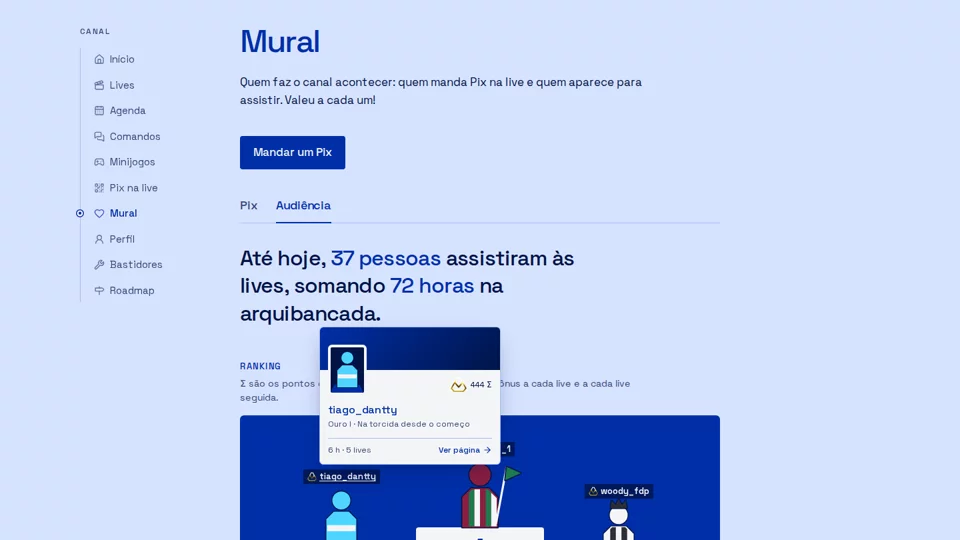 CANAL
Início
Lives
Agenda
Comandos
Minijogos
Pix na live
Mural
Perfil
Bastidores
Roadmap
Mural
Quem faz o canal acontecer: quem manda Pix na live e quem aparece para
assistir. Valeu a cada um!
Mandar um Pix
Pix Audiência
Até hoje, 37 pessoas assistiram às
lives, somando 72 horas na
arquibancada.
RANKING
Σ são os pontos
a cada live e a cada live
seguida.
444 Σ
tiago_dantty
Ouro I · Na torcida desde o começo
6 h · 5 lives
Ver página →
_1
tiago_dantty
woody_fdp